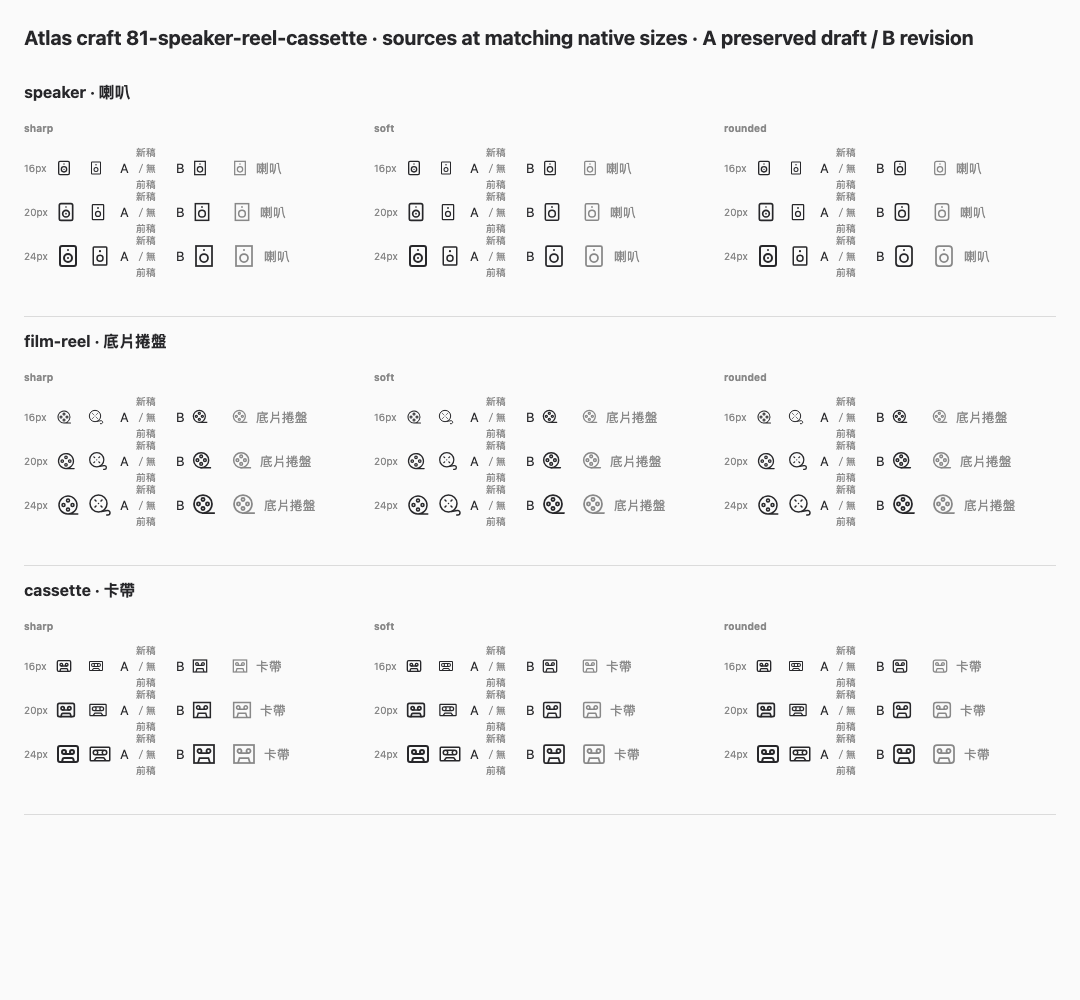 Atlas craft 81-speaker-reel-cassette · sources at matching native sizes · A preserved draft / B revision
speaker · 喇叭
sharp soft rounded
16px A 新稿 / 無前稿 B 喇叭 16px A 新稿 / 無前稿 B 喇叭 16px A 新稿 / 無前稿 B 喇叭
20px A 新稿 / 無前稿 B 喇叭 20px A 新稿 / 無前稿 B 喇叭 20px A 新稿 / 無前稿 B 喇叭
24px A 新稿 / 無前稿 B 喇叭 24px A 新稿 / 無前稿 B 喇叭 24px A 新稿 / 無前稿 B 喇叭
film-reel · 底片捲盤
sharp soft rounded
16px A 新稿 / 無前稿 B 底片捲盤 16px A 新稿 / 無前稿 B 底片捲盤 16px A 新稿 / 無前稿 B 底片捲盤
20px A 新稿 / 無前稿 B 底片捲盤 20px A 新稿 / 無前稿 B 底片捲盤 20px A 新稿 / 無前稿 B 底片捲盤
24px A 新稿 / 無前稿 B 底片捲盤 24px A 新稿 / 無前稿 B 底片捲盤 24px A 新稿 / 無前稿 B 底片捲盤
cassette · 卡帶
sharp soft rounded
16px A 新稿 / 無前稿 B 卡帶 16px A 新稿 / 無前稿 B 卡帶 16px A 新稿 / 無前稿 B 卡帶
20px A 新稿 / 無前稿 B 卡帶 20px A 新稿 / 無前稿 B 卡帶 20px A 新稿 / 無前稿 B 卡帶
24px A 新稿 / 無前稿 B 卡帶 24px A 新稿 / 無前稿 B 卡帶 24px A 新稿 / 無前稿 B 卡帶